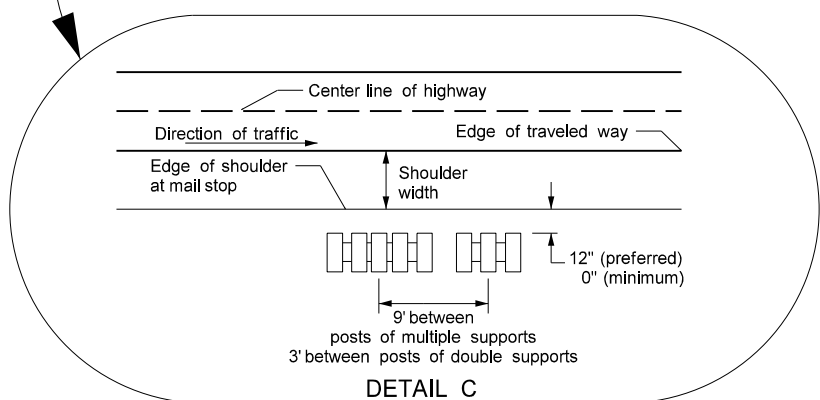 Center line of highway
Direction of traffic
Edge of traveled way
Edge of shoulder
at mail stop
Shoulder
width
12" (preferred)
0" (minimum)
9' between
posts of multiple supports
3' between posts of double supports
DETAIL C